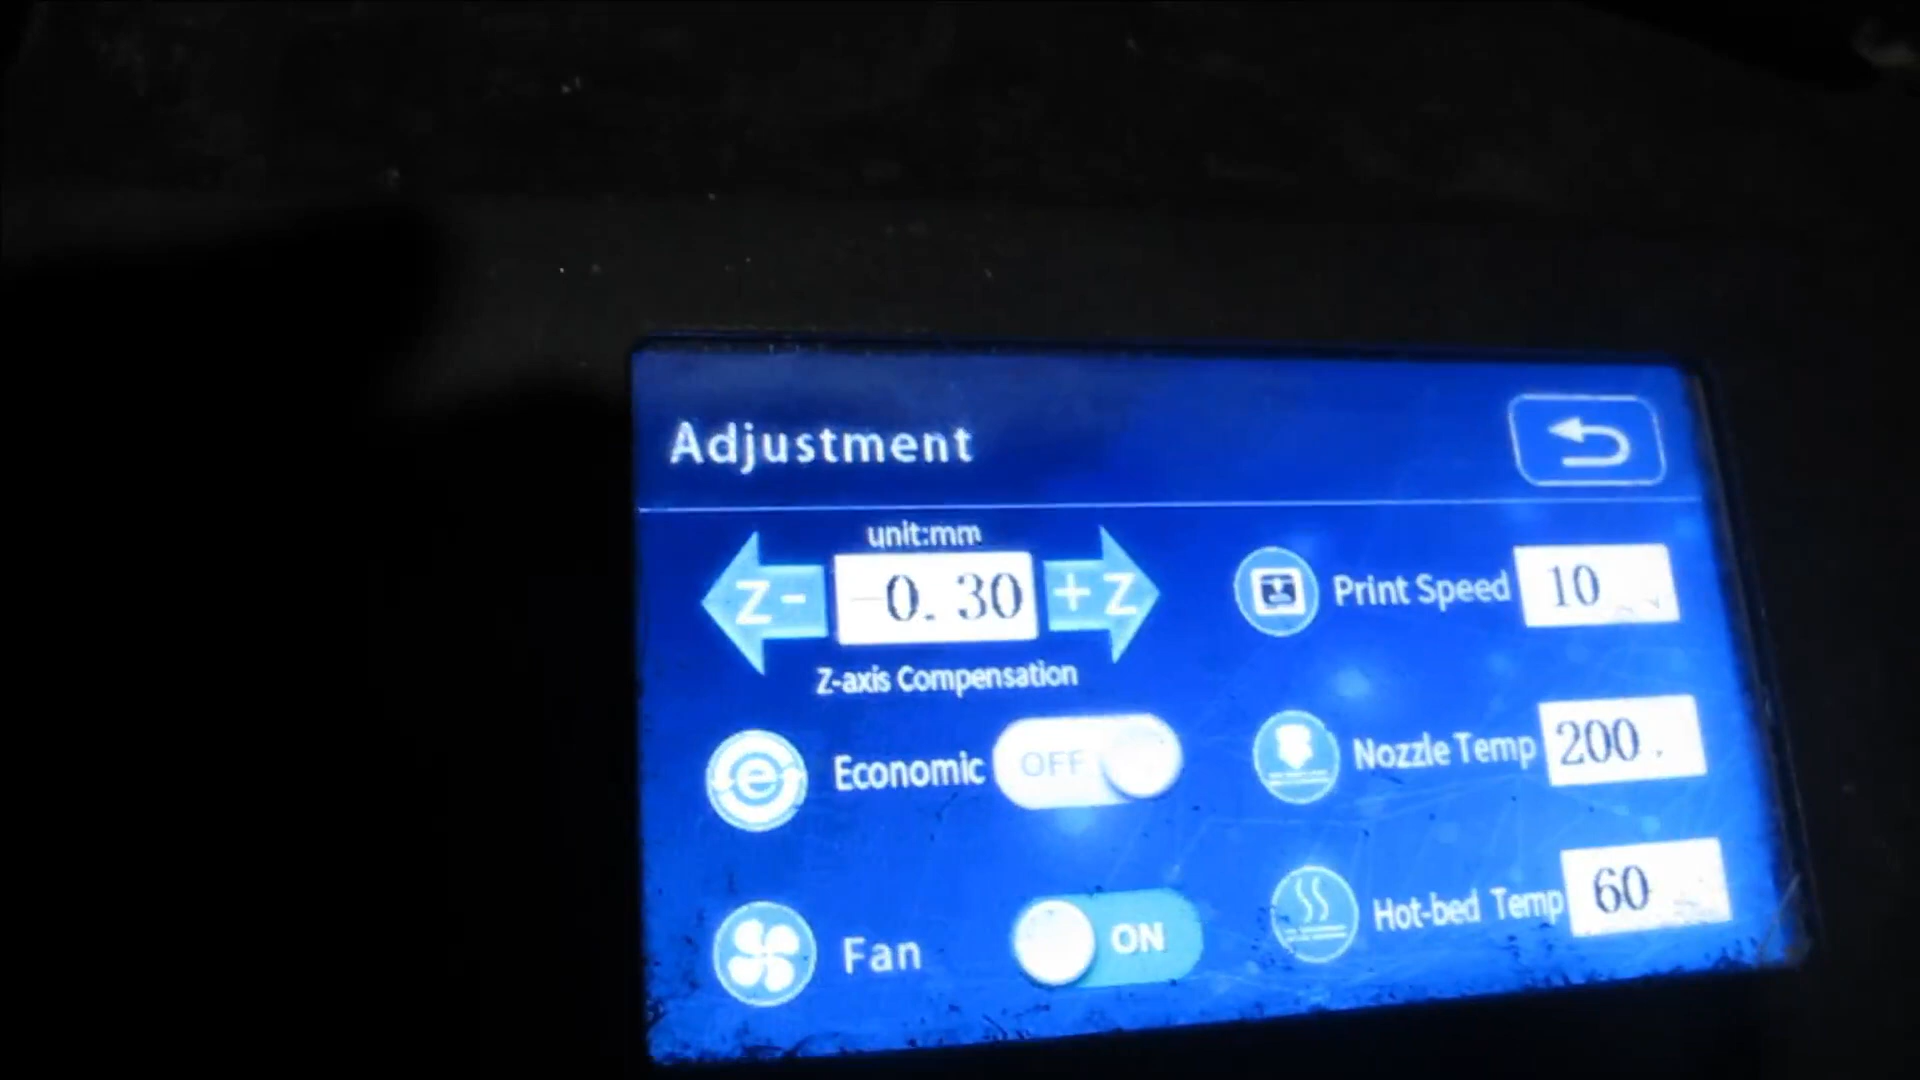 Adjustment
unit:mm
Z- -0.30 +Z
Z-axis Compensation
Print Speed 10
Economic OFF
Nozzle Temp 200
Fan ON
Hot-bed Temp 60